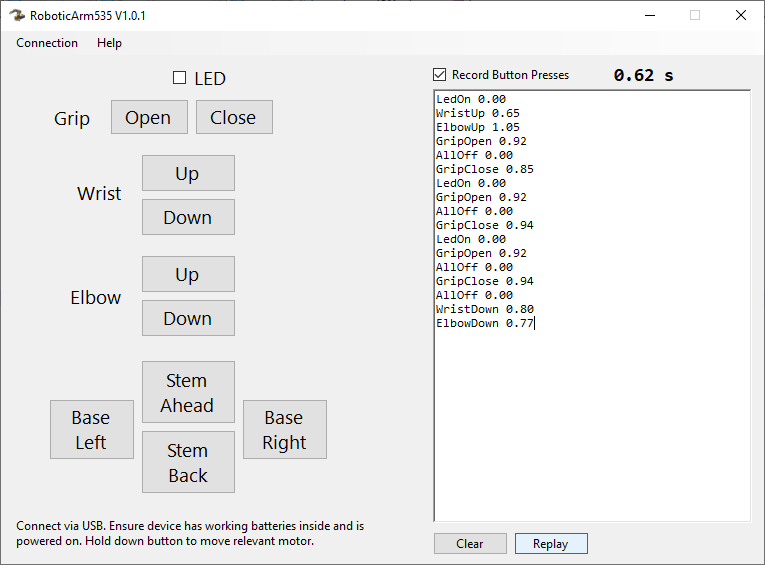 RoboticArm535 V1.0.1
Connection Help
LED
Grip Open Close
Wrist
Up
Down
Elbow
Up
Down
Stem
Ahead
Base
Left
Base
Right
Stem
Back
Connect via USB. Ensure device has working batteries inside and is
powered on. Hold down button to move relevant motor.
Record Button Presses 0.62 s
LedOn 0.00
WristUp 0.65
ElbowUp 1.05
GripOpen 0.92
AllOff 0.00
GripClose 0.85
LedOn 0.00
GripOpen 0.92
AllOff 0.00
GripClose 0.94
LedOn 0.00
GripOpen 0.92
AllOff 0.00
GripClose 0.94
AllOff 0.00
WristDown 0.80
ElbowDown 0.77
Clear Replay